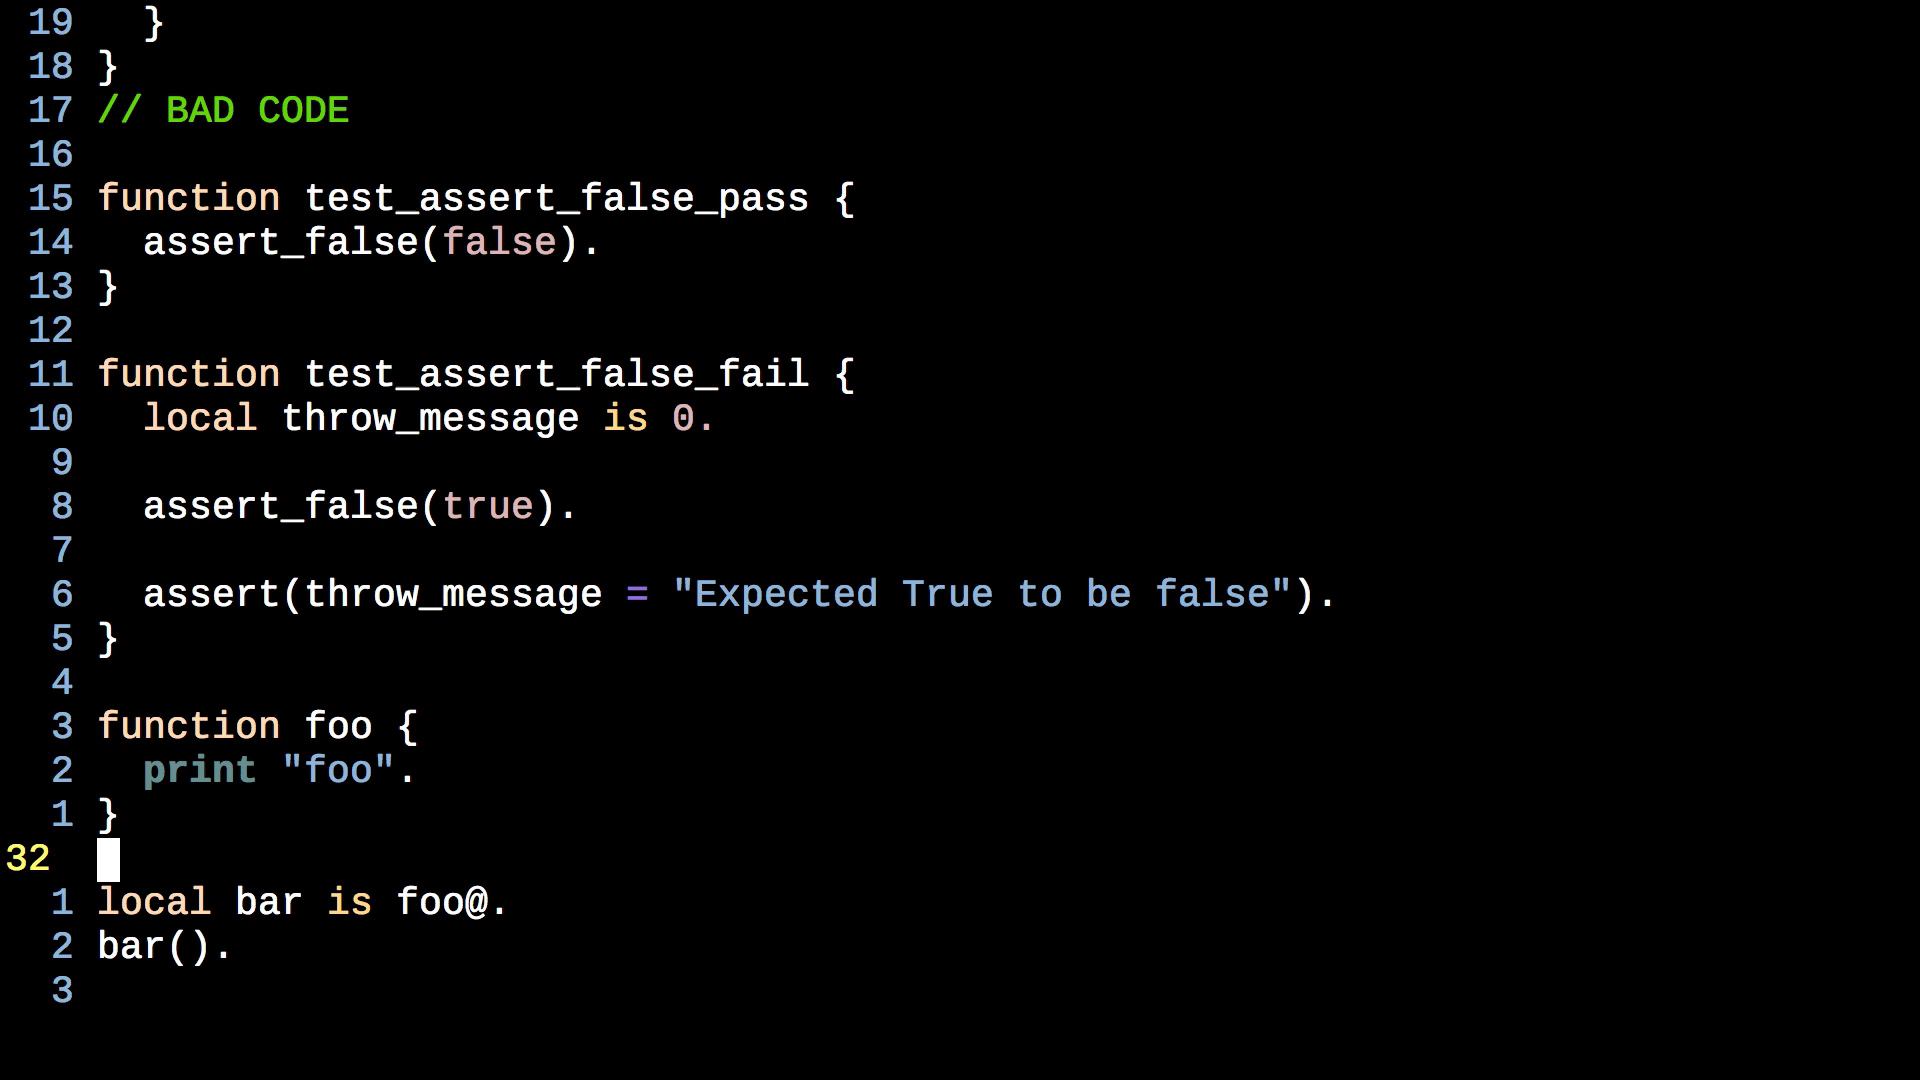 19   }
18 }
17 // BAD CODE
16
15 function test_assert_false_pass {
14   assert_false(false).
13 }
12
11 function test_assert_false_fail {
10   local throw_message is 0.
9
8   assert_false(true).
7
6   assert(throw_message = "Expected True to be false").
5 }
4
3 function foo {
2   print "foo".
1 }
32
1 local bar is foo@.
2 bar().
3